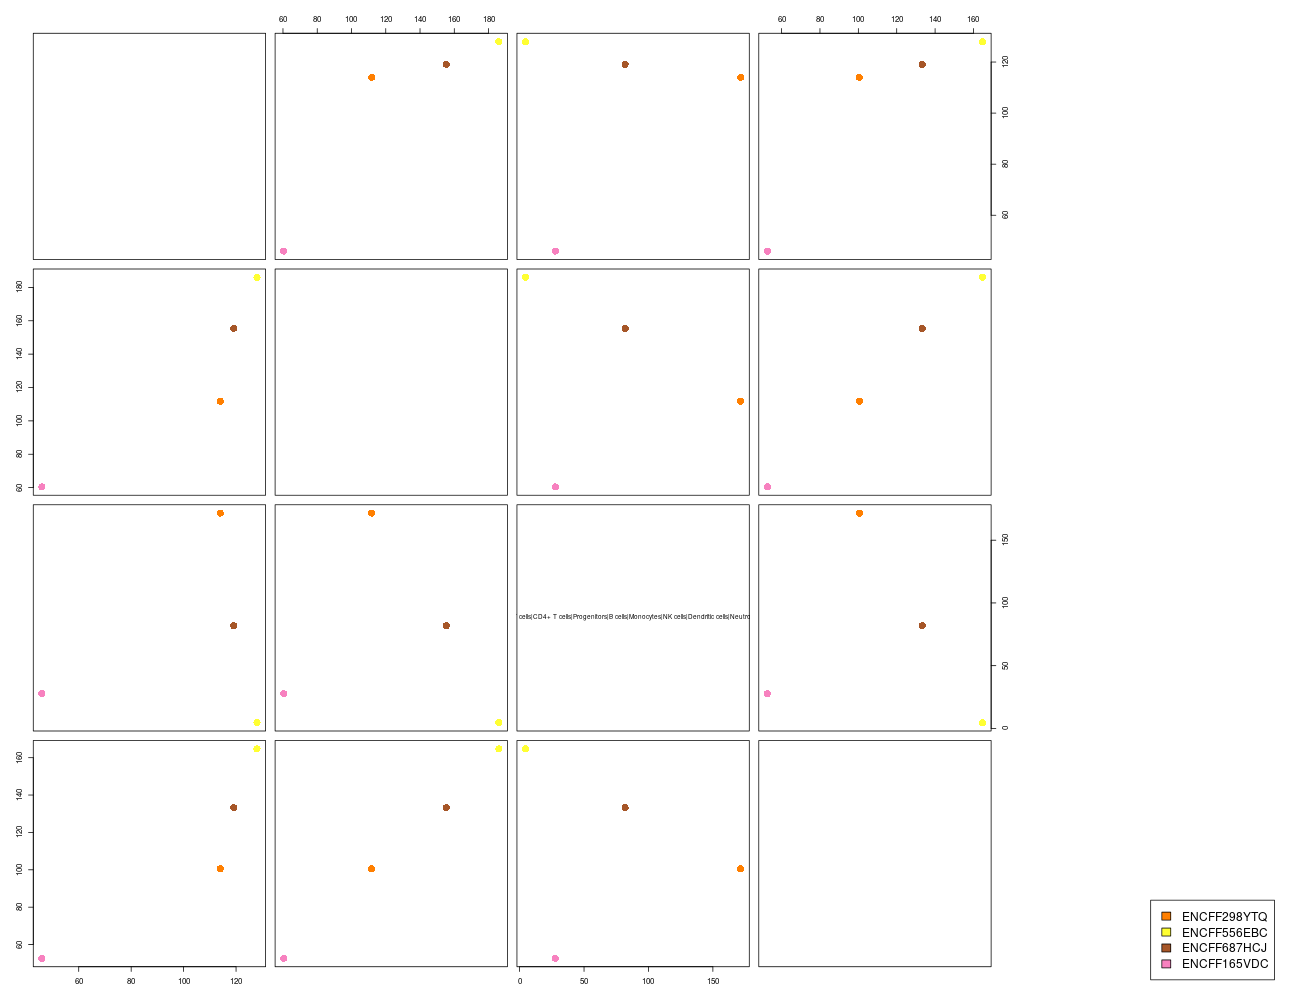 60 80 100 120 140 160 180
60 80 100 120 140 160
60 80 100 120
60 80 100 120 140 160 180
cells|CD4+ T cells|Progenitors|B cells|Monocytes|NK cells|Dendritic cells|Neutro
0 50 100 150
60 80 100 120 140 160
60 80 100 120
0 50 100 150
ENCFF298YTQ
ENCFF556EBC
ENCFF687HCJ
ENCFF165VDC